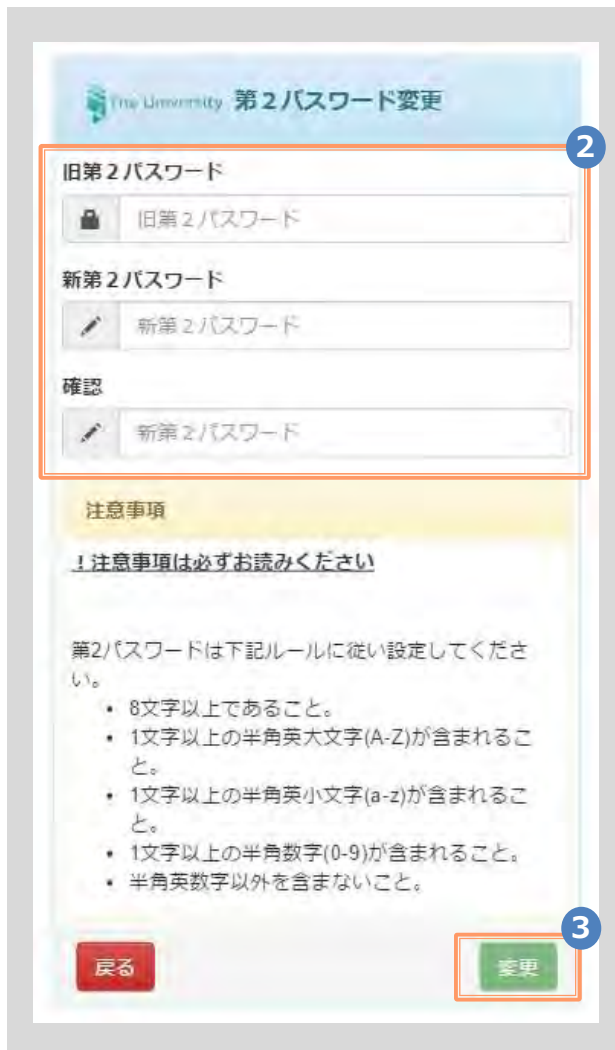 The University 第２パスワード変更
2
旧第２パスワード
旧第２パスワード
新第２パスワード
新第２パスワード
確認
新第２パスワード
注意事項
！注意事項は必ずお読みください
第2パスワードは下記ルールに従い設定してくださ
い。
• 8文字以上であること。
• 1文字以上の半角英大文字(A-Z)が含まれるこ
と。
• 1文字以上の半角英小文字(a-z)が含まれるこ
と。
• 1文字以上の半角数字(0-9)が含まれること。
• 半角英数字以外を含まないこと。
3
戻る
変更